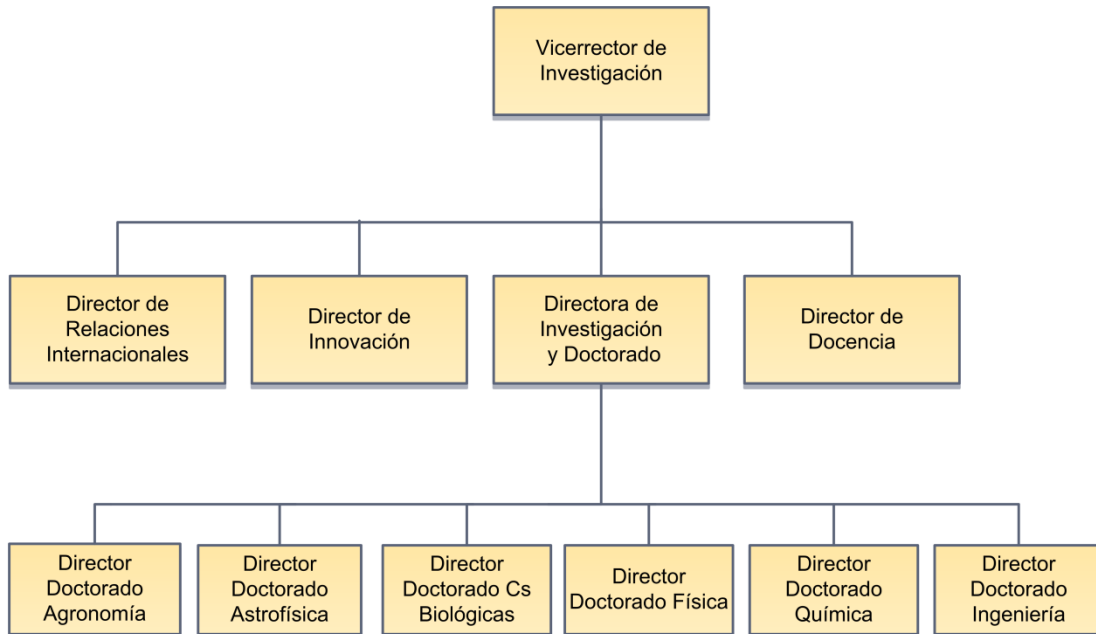 Vicerrector de
Investigación
Director de
Relaciones
Internacionales
Director de
Innovación
Directora de
Investigación
y Doctorado
Director de
Docencia
Director
Doctorado
Agronomía
Director
Doctorado
Astrofísica
Director
Doctorado Cs
Biológicas
Director
Doctorado Física
Director
Doctorado
Química
Director
Doctorado
Ingeniería